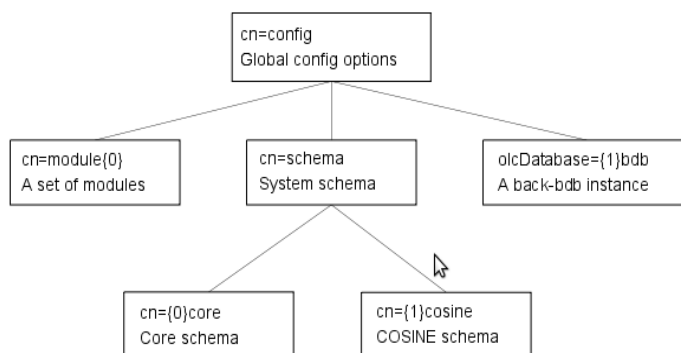 cn=config
Global config options
cn=module{0}
A set of modules
cn=schema
System schema
olcDatabase={1}bdb
A back-bdb instance
cn={0}core
Core schema
cn={1}cosine
COSINE schema